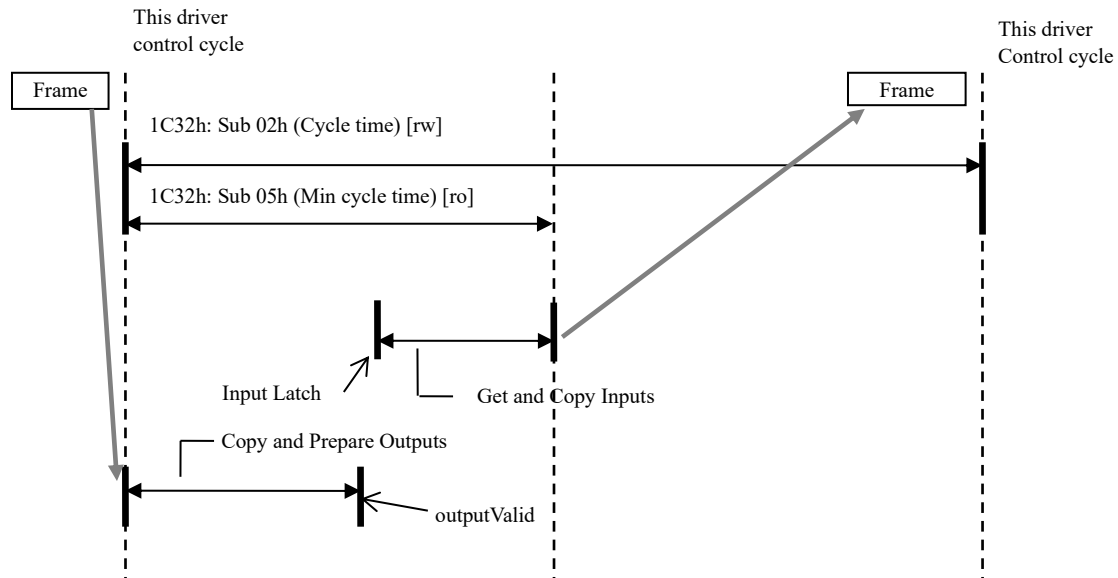 This driver
control cycle
This driver
Control cycle
Frame
Frame
1C32h: Sub 02h (Cycle time) [rw]
1C32h: Sub 05h (Min cycle time) [ro]
Input Latch
Get and Copy Inputs
Copy and Prepare Outputs
outputValid